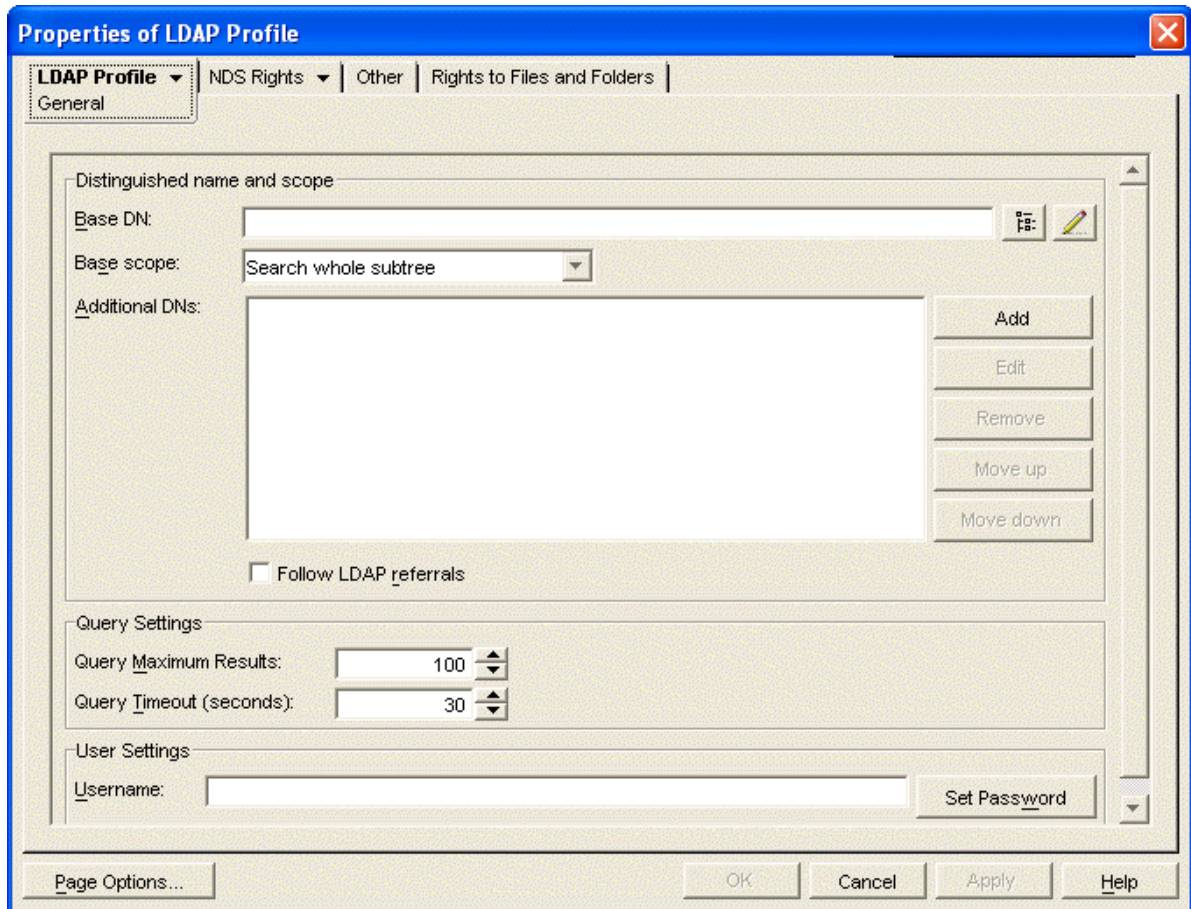 Properties of LDAP Profile
LDAP Profile NDS Rights Other Rights to Files and Folders
General
Distinguished name and scope
Base DN:
Base scope: Search whole subtree
Additional DNs:
Add
Edit
Remove
Move up
Move down
Follow LDAP referrals
Query Settings
Query Maximum Results: 100
Query Timeout (seconds): 30
User Settings
Username: Set Password
Page Options... OK Cancel Apply Help